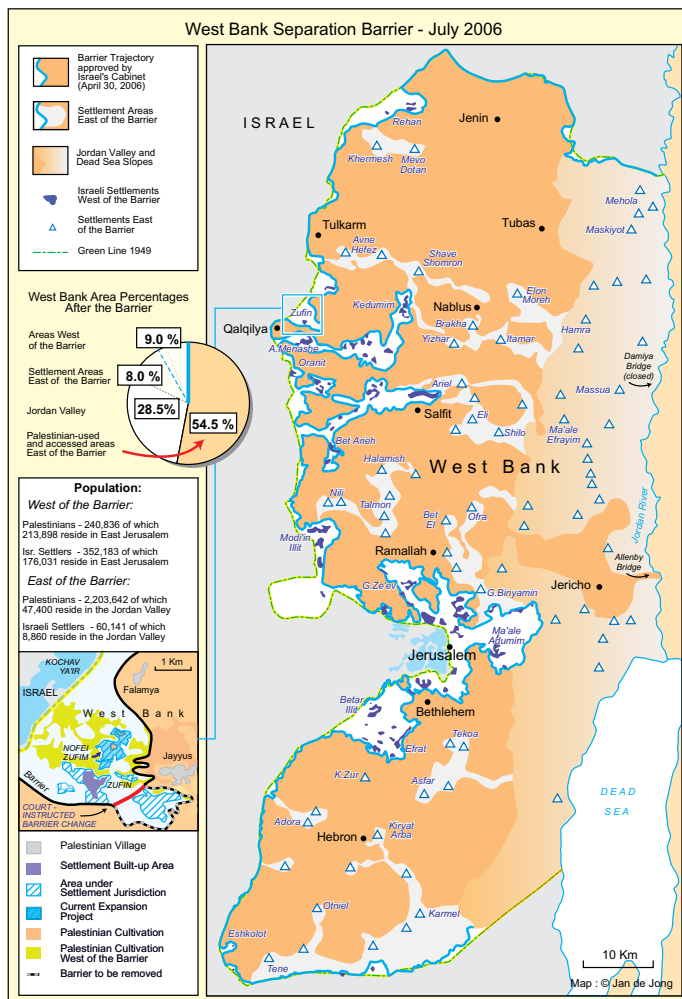 West Bank Separation Barrier - July 2006
Barrier Trajectory
approved by
Israel's Cabinet
(April 30, 2006)
Settlement Areas
East of the Barrier
Jordan Valley and
Dead Sea Slopes
Israeli Settlements
West of the Barrier
Settlements East
of the Barrier
Green Line 1949
West Bank Area Percentages
After the Barrier
Areas West
of the Barrier
9.0 %
Settlement Areas
East of the Barrier
8.0 %
Jordan Valley
28.5%
Palestinian-used
and accessed areas
East of the Barrier
54.5 %
Population:
West of the Barrier:
Palestinians - 240,836 of which
213,898 reside in East Jerusalem
Isr. Settlers - 352,183 of which
176,031 reside in East Jerusalem
East of the Barrier:
Palestinians - 2,203,642 of which
47,400 reside in the Jordan Valley
Israeli Settlers - 60,141 of which
8,860 reside in the Jordan Valley
KOCHAV
YA'IR
1 Km
ISRAEL
Falamya
West Bank
NOFEI
ZUFIM
Jayyus
Barrier
ZUFIN
COURT -
INSTRUCTED
BARRIER CHANGE
Palestinian Village
Settlement Built-up Area
Area under
Settlement Jurisdiction
Current Expansion
Project
Palestinian Cultivation
Palestinian Cultivation
West of the Barrier
Barrier to be removed
ISRAEL
Rehan
Jenin
Khermesh
Mevo
Dotan
Mehola
Maskiyot
Tulkarm
Tubas
Avne
Hefez
Shave
Shomron
Elon
Moreh
Zufin
Kedumim
Nablus
Qalqilya
Brakha
Hamra
A.Menashe
Yizhar
Itamar
Oranit
Damiya
Bridge
(closed)
Ariel
Massua
Salfit
Eli
Shilo
Ma'ale
Efrayim
Bet Arieh
West Bank
Halamish
Nili
Talmon
Bet
El
Ofra
Jordan River
Modi'in
Illit
Ramallah
Allenby
Bridge
G.Ze'ev
G.Binyamin
Jericho
Ma'ale
Adumim
Jerusalem
Betar
Illit
Bethlehem
Efrat
Tekoa
K.Zur
Asfar
DEAD
SEA
Adora
Kiryat
Arba
Hebron
Otniel
Karmel
Eshkolot
Tene
10 Km
Map : © Jan de Jong